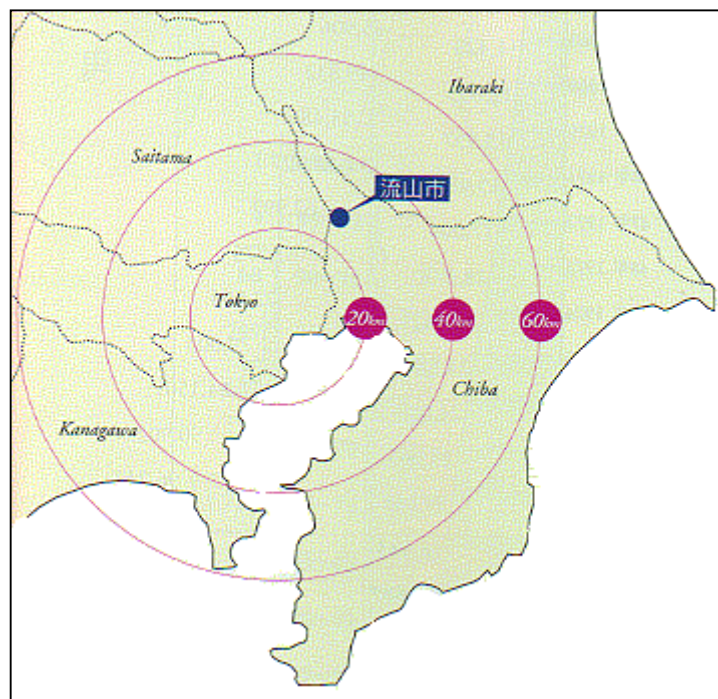 Ibaraki
Saitama
流山市
Tokyo
20km
40km
60km
Chiba
Kanagawa